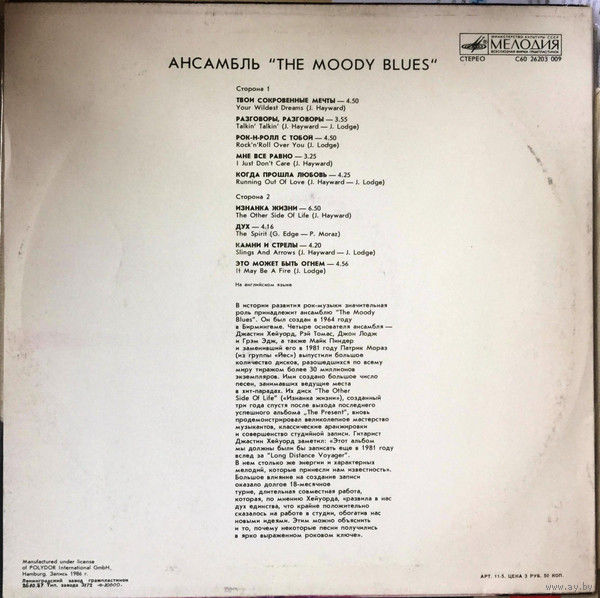 МИНИСТЕРСТВО КУЛЬТУРЫ СССР
МЕЛОДИЯ
ВСЕСОЮЗНАЯ ФИРМА ГРАМПЛАСТИНОК
СТЕРЕО С60 26203 009
АНСАМБЛЬ "THE MOODY BLUES"
Сторона 1
ТВОИ СОКРОВЕННЫЕ МЕЧТЫ — 4.50
Your Wildest Dreams (J. Hayward)
РАЗГОВОРЫ, РАЗГОВОРЫ — 3.55
Talkin' Talkin' (J. Hayward — J. Lodge)
РОК-Н-РОЛЛ С ТОБОЙ — 4.50
Rock'n'Roll Over You (J. Lodge)
МНЕ ВСЕ РАВНО — 3.25
I Just Don't Care (J. Hayward)
КОГДА ПРОШЛА ЛЮБОВЬ — 4.25
Running Out Of Love (J. Hayward — J. Lodge)
Сторона 2
ИЗНАНКА ЖИЗНИ — 6.50
The Other Side Of Life (J. Hayward)
ДУХ — 4.16
The Spirit (G. Edge — P. Moraz)
КАМНИ И СТРЕЛЫ — 4.20
Slings And Arrows (J. Hayward — J. Lodge)
ЭТО МОЖЕТ БЫТЬ ОГНЕМ — 4.56
It May Be A Fire (J. Lodge)
На английском языке
В истории развития рок-музыки значительная
роль принадлежит ансамблю "The Moody
Blues". Он был создан в 1964 году
в Бирмингеме. Четыре основателя ансамбля —
Джастин Хейуорд, Рэй Томас, Джон Лодж
и Грэм Эдж, а также Майк Пиндер
и заменивший его в 1981 году Патрик Мораз
(из группы «Йес») выпустили большое
количество дисков, разошедшихся по всему
миру тиражом более 30 миллионов
экземпляров. Ими создано большое число
песен, занимавших ведущие места
в хит-парадах. Их диск "The Other
Side Of Life" («Изнанка жизни»), созданный
три года спустя после выхода последнего
успешного альбома „The Present", вновь
продемонстрировал великолепное мастерство
музыкантов, классические аранжировки
и совершенство студийной записи. Гитарист
Джастин Хейуорд заметил: «Этот альбом
мы должны были бы записать еще в 1981 году
вслед за "Long Distance Voyager".
В нем столько же энергии и характерных
мелодий, которые принесли нам известность».
Большое влияние на создание записи
оказало долгое 18-месячное
турне, длительная совместная работа,
которая, по мнению Хейуорда, «развила в нас
дух единства, что крайне положительно
сказалось на работе в студии, обогатив нас
новыми идеями. Этим можно объяснить
и то, почему некоторые песни получились
в ярко выраженном роковом ключе».
Manufactured under license
of POLYDOR International GmbH,
Hamburg. Запись 1986 г.
Ленинградский завод грампластинок
Тип. завода
АРТ. 11-5. ЦЕНА 3 РУБ. 50 КОП.
www.ay.by